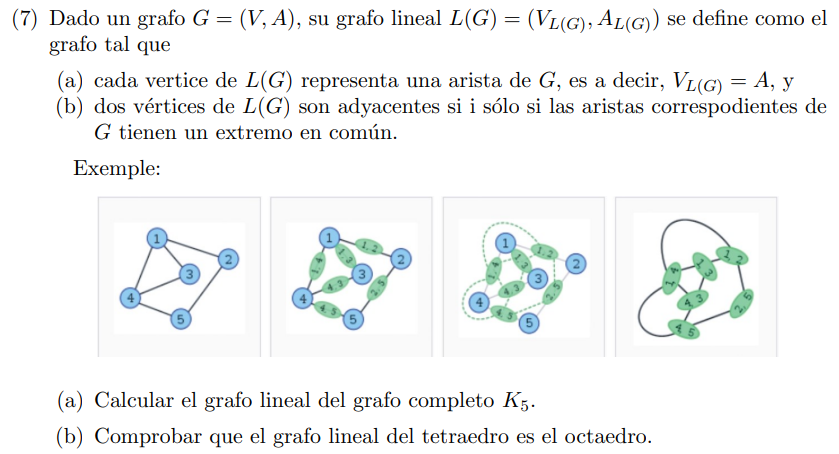 (7) Dado un grafo G = (V, A), su grafo lineal L(G) = (V_{L(G)}, A_{L(G)}) se define como el
grafo tal que
(a) cada vertice de L(G) representa una arista de G, es a decir, V_{L(G)} = A, y
(b) dos vértices de L(G) son adyacentes si i sólo si las aristas correspodientes de
G tienen un extremo en común.
Exemple:
1 2 3 4 5
1 1, 2 2 1, 3 1, 4 3 4, 3 2, 5 4 4, 5 5
1 1, 2 2 1, 3 1, 4 3 4, 3 2, 5 4 4, 5 5
1, 2 1, 3 1, 4 4, 3 2, 5 4, 5
(a) Calcular el grafo lineal del grafo completo K_5.
(b) Comprobar que el grafo lineal del tetraedro es el octaedro.